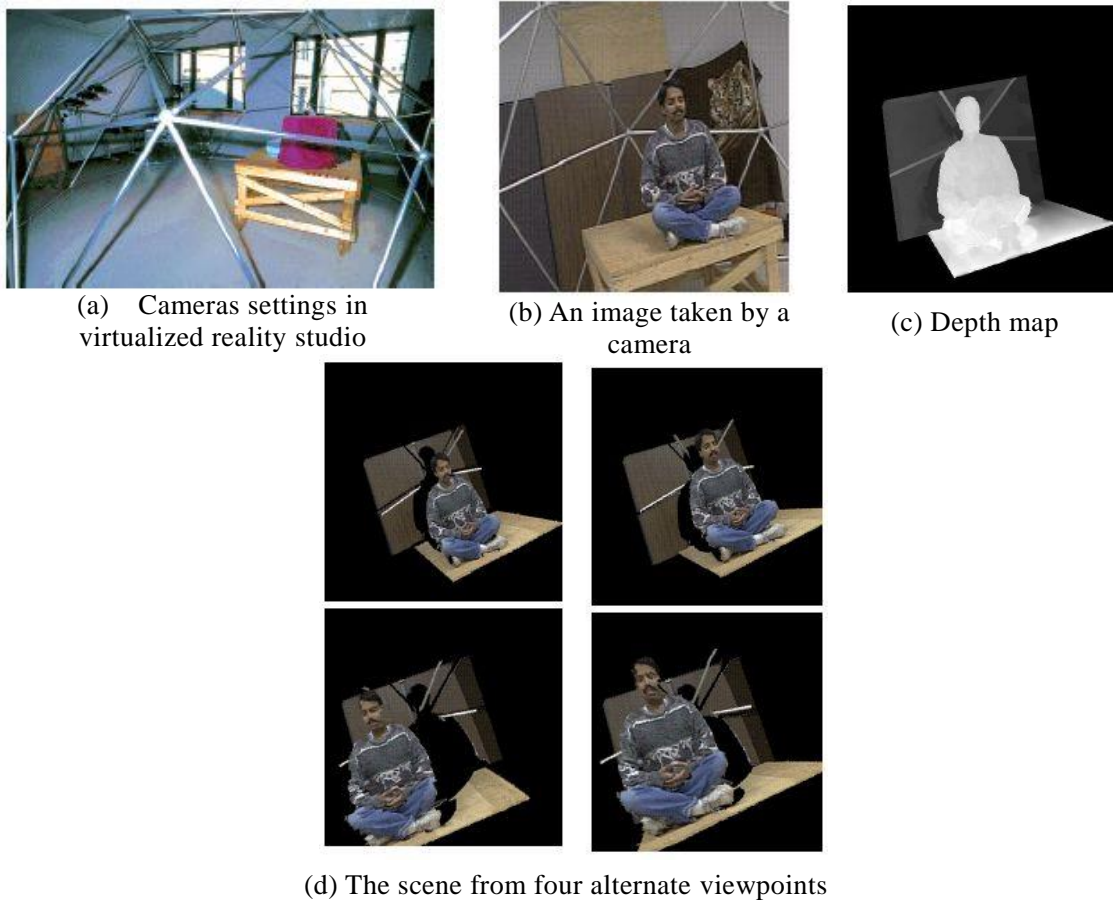 (a) Cameras settings in
virtualized reality studio
(b) An image taken by a
camera
(c) Depth map
(d) The scene from four alternate viewpoints